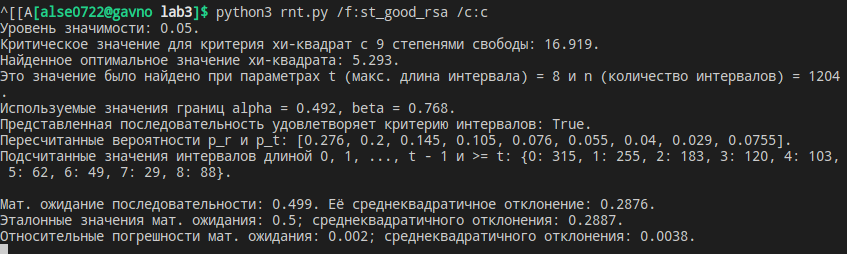 ^[[A[alse0722@gavno lab3]$ python3 rnt.py /f:st_good_rsa /c:c
Уровень значимости: 0.05.
Критическое значение для критерия хи-квадрат с 9 степенями свободы: 16.919.
Найденное оптимальное значение хи-квадрата: 5.293.
Это значение было найдено при параметрах t (макс. длина интервала) = 8 и n (количество интервалов) = 1204
.
Используемые значения границ alpha = 0.492, beta = 0.768.
Представленная последовательность удовлетворяет критерию интервалов: True.
Пересчитанные вероятности p_r и p_t: [0.276, 0.2, 0.145, 0.105, 0.076, 0.055, 0.04, 0.029, 0.0755].
Подсчитанные значения интервалов длиной 0, 1, ..., t - 1 и >= t: {0: 315, 1: 255, 2: 183, 3: 120, 4: 103,
 5: 62, 6: 49, 7: 29, 8: 88}.
Мат. ожидание последовательности: 0.499. Её среднеквадратичное отклонение: 0.2876.
Эталонные значения мат. ожидания: 0.5; среднеквадратичного отклонения: 0.2887.
Относительные погрешности мат. ожидания: 0.002; среднеквадратичного отклонения: 0.0038.